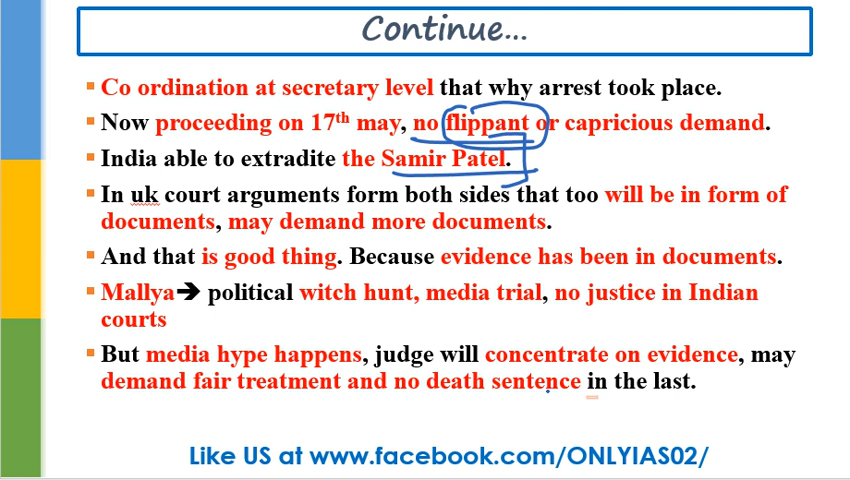 Continue...
Co ordination at secretary level that why arrest took place.
Now proceeding on 17th may, no flippant or capricious demand.
India able to extradite the Samir Patel.
In uk court arguments form both sides that too will be in form of
documents, may demand more documents.
And that is good thing. Because evidence has been in documents.
Mallya➔ political witch hunt, media trial, no justice in Indian
courts
But media hype happens, judge will concentrate on evidence, may
demand fair treatment and no death sentence in the last.
Like US at www.facebook.com/ONLYIAS02/